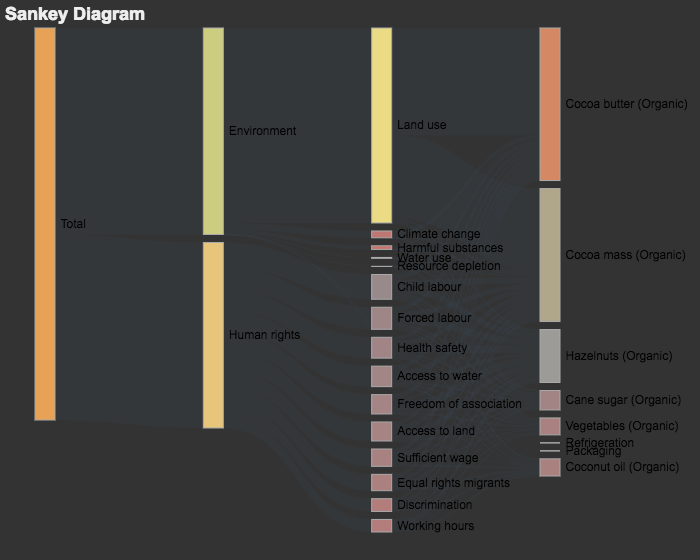 Sankey Diagram
Total
Environment
Human rights
Land use
Climate change
Harmful substances
Water use
Resource depletion
Child labour
Forced labour
Health safety
Access to water
Freedom of association
Access to land
Sufficient wage
Equal rights migrants
Discrimination
Working hours
Cocoa butter (Organic)
Cocoa mass (Organic)
Hazelnuts (Organic)
Cane sugar (Organic)
Vegetables (Organic)
Refrigeration
Packaging
Coconut oil (Organic)